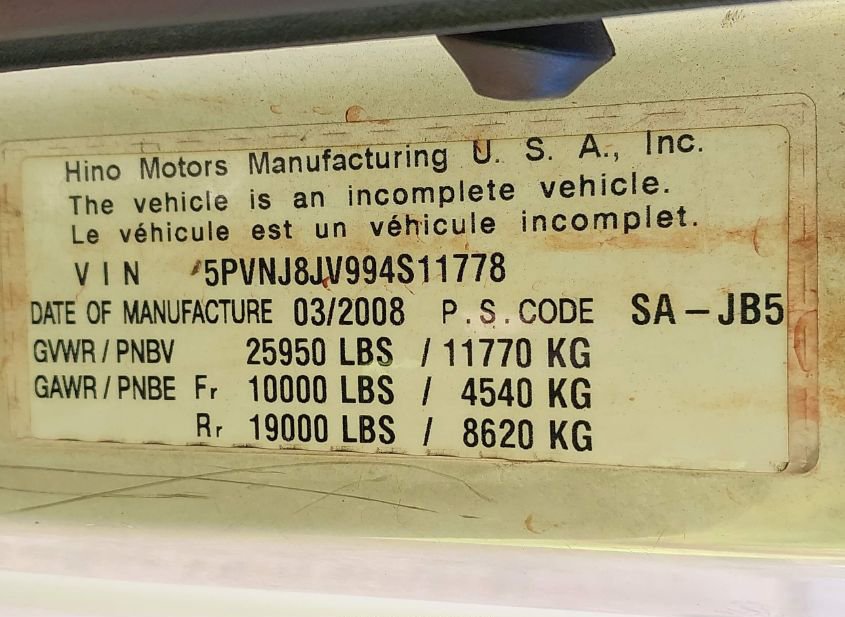 Hino Motors Manufacturing U. S. A., Inc.
The vehicle is an incomplete vehicle.
Le véhicule est un véhicule incomplet.
VIN 5PVNJ8JV994S11778
DATE OF MANUFACTURE 03/2008 P.S.CODE SA-JB5
GVWR/PNBV 25950 LBS / 11770 KG
GAWR/PNBE Fr 10000 LBS / 4540 KG
Rr 19000 LBS / 8620 KG